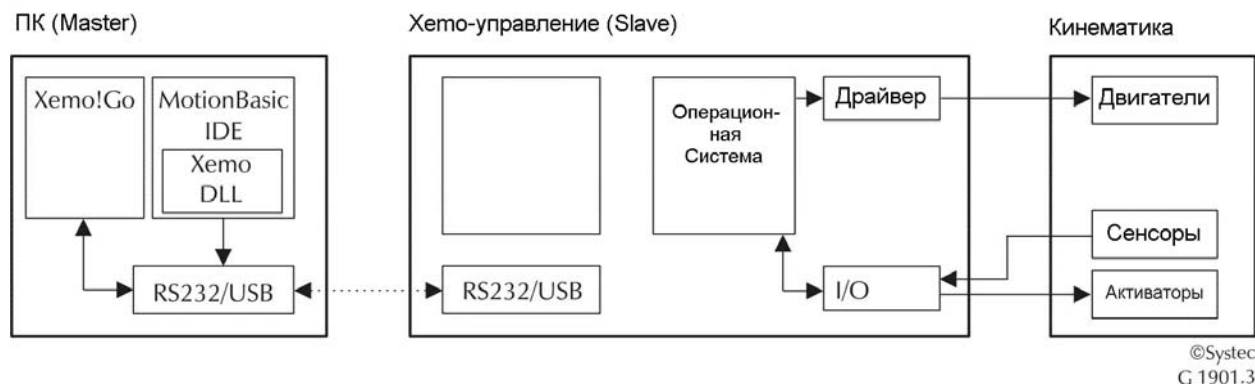 ПК (Master)
Xemo-управление (Slave)
Кинематика
Xemo!Go
MotionBasic
IDE
Xemo
DLL
RS232/USB
RS232/USB
Операцион-
ная
Система
Драйвер
I/O
Двигатели
Сенсоры
Активаторы
©Systec
G 1901.3